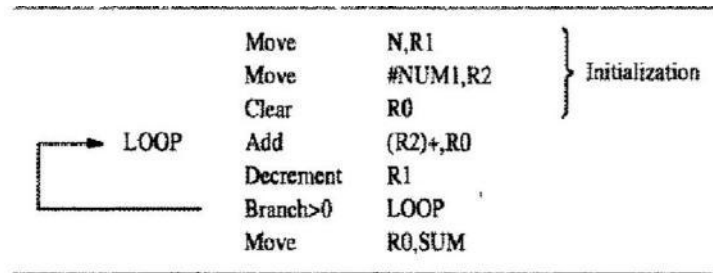 Move N,R1
Move #NUM1,R2 Initialization
Clear R0
LOOP Add (R2)+,R0
Decrement R1
Branch>0 LOOP
Move R0,SUM